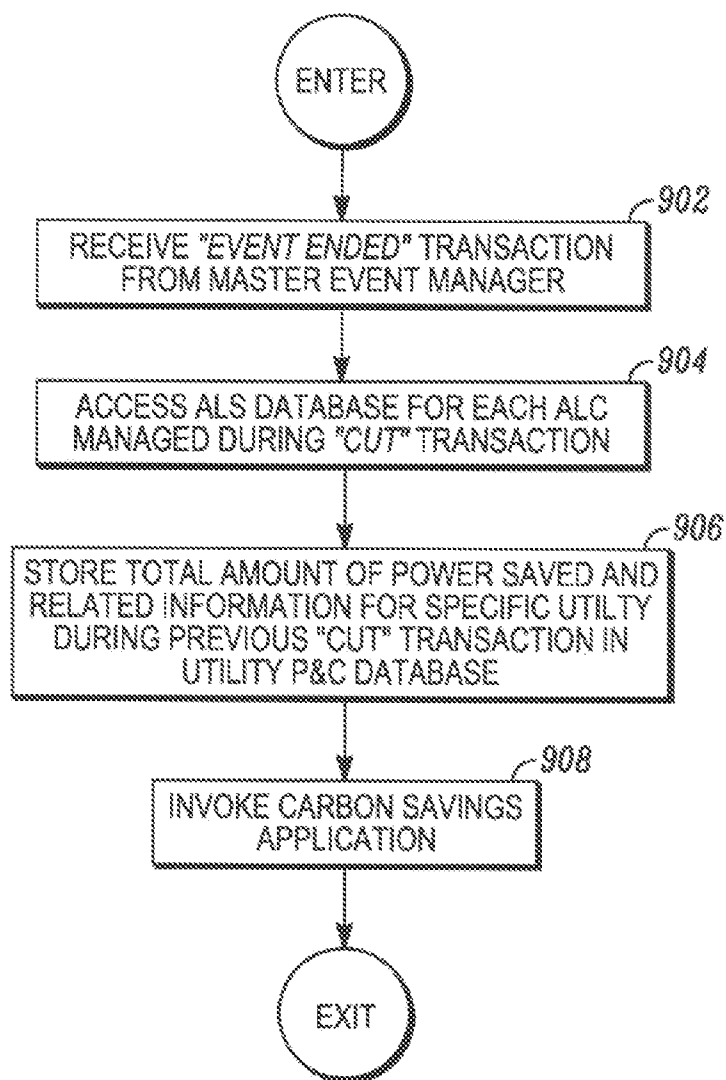 ENTER
902
RECEIVE "EVENT ENDED" TRANSACTION
FROM MASTER EVENT MANAGER
904
ACCESS ALS DATABASE FOR EACH ALC
MANAGED DURING "CUT" TRANSACTION
906
STORE TOTAL AMOUNT OF POWER SAVED AND
RELATED INFORMATION FOR SPECIFIC UTILTY
DURING PREVIOUS "CUT" TRANSACTION IN
UTILITY P&C DATABASE
908
INVOKE CARBON SAVINGS
APPLICATION
EXIT